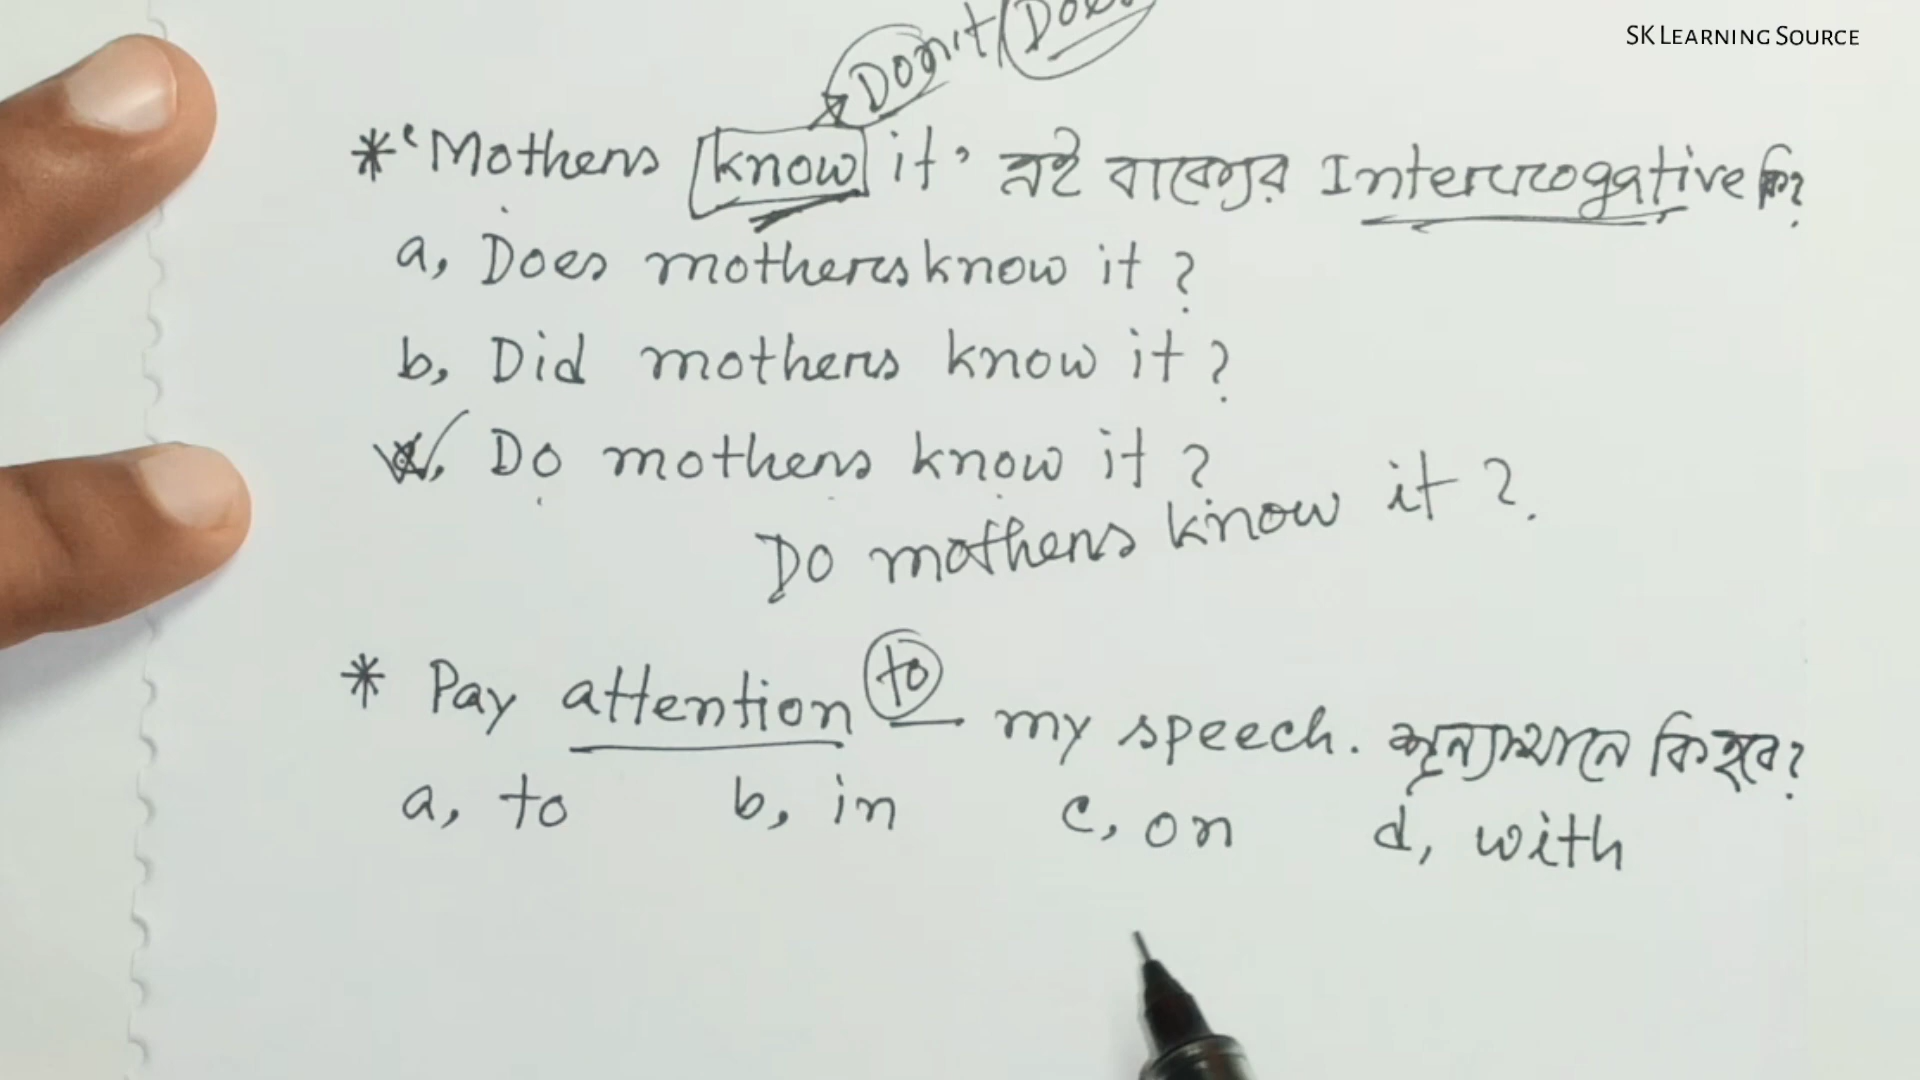 SK LEARNING SOURCE
Don't/Does
* 'Mothers know it' এই বাক্যের Interrogative কি?
a, Does mothers know it?
b, Did mothers know it?
c, Do mothers know it?
Do mothers know it?
* Pay attention to my speech. শূন্যস্থানে কি হবে?
a, to b, in c, on d, with